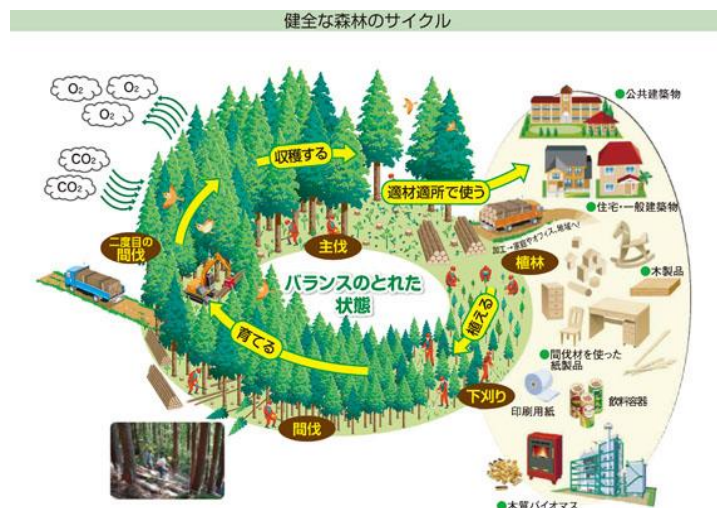 健全な森林のサイクル
O₂
O₂
O₂
CO₂
CO₂
収穫する
適材適所で使う
二度目の
間伐
主伐
加工→家庭やオフィス、地域へ!
植林
バランスのとれた
状態
植える
育てる
下刈り
間伐
●公共建築物
●住宅・一般建築物
●木製品
●間伐材を使った
紙製品
印刷用紙
飲料容器
●木質バイオマス